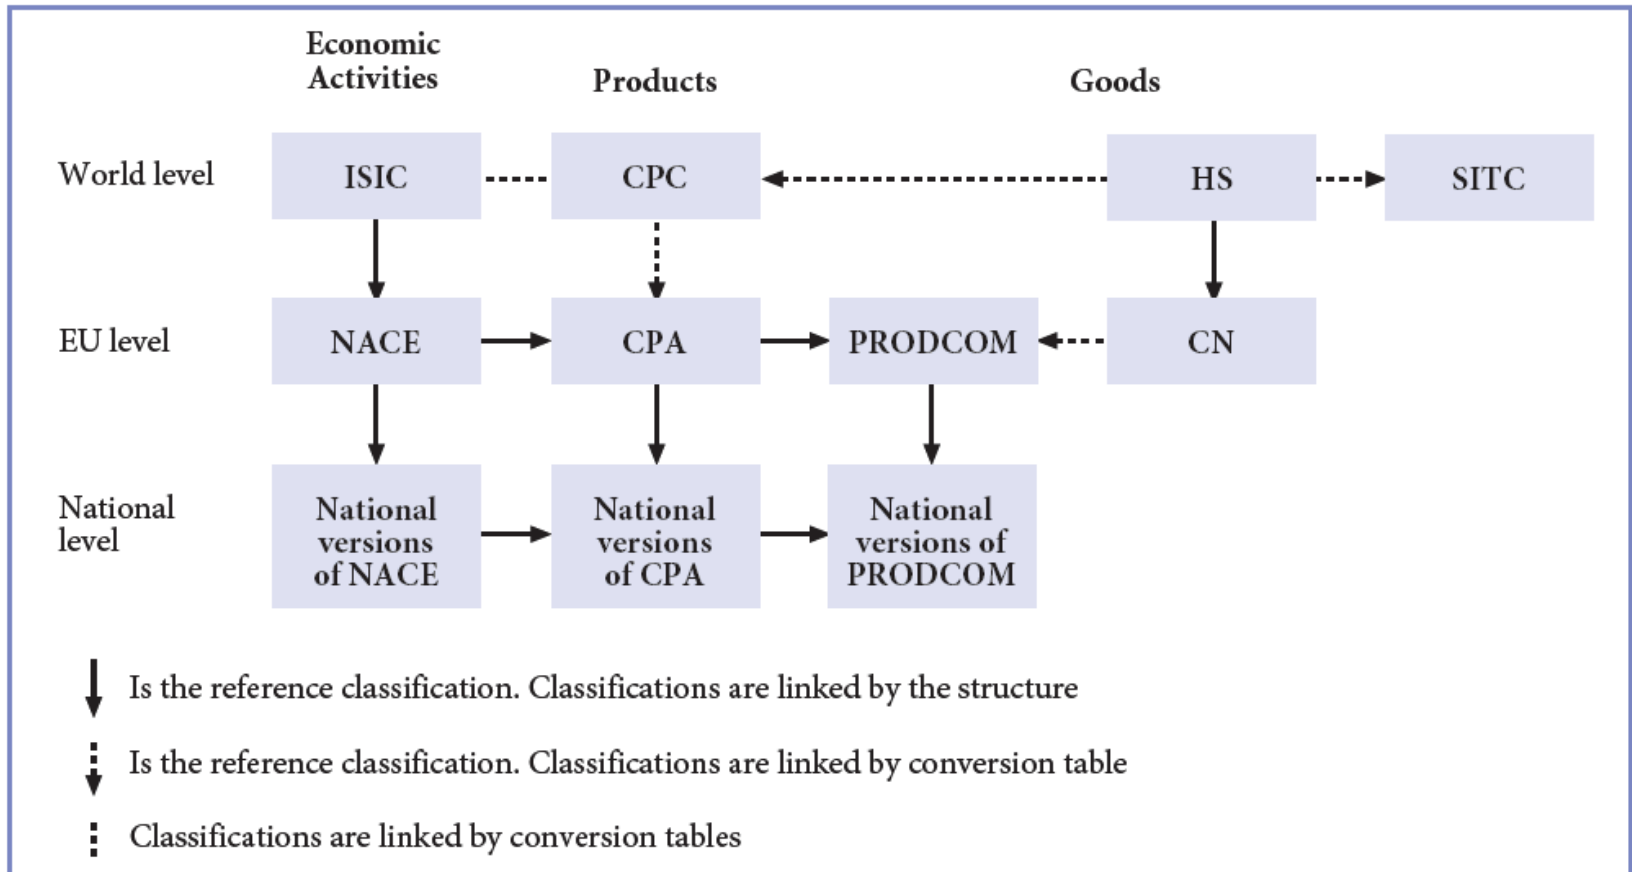 Economic
Activities
Products
Goods
World level
ISIC
CPC
HS
SITC
EU level
NACE
CPA
PRODCOM
CN
National
level
National
versions
of NACE
National
versions
of CPA
National
versions of
PRODCOM
Is the reference classification. Classifications are linked by the structure
Is the reference classification. Classifications are linked by conversion table
Classifications are linked by conversion tables